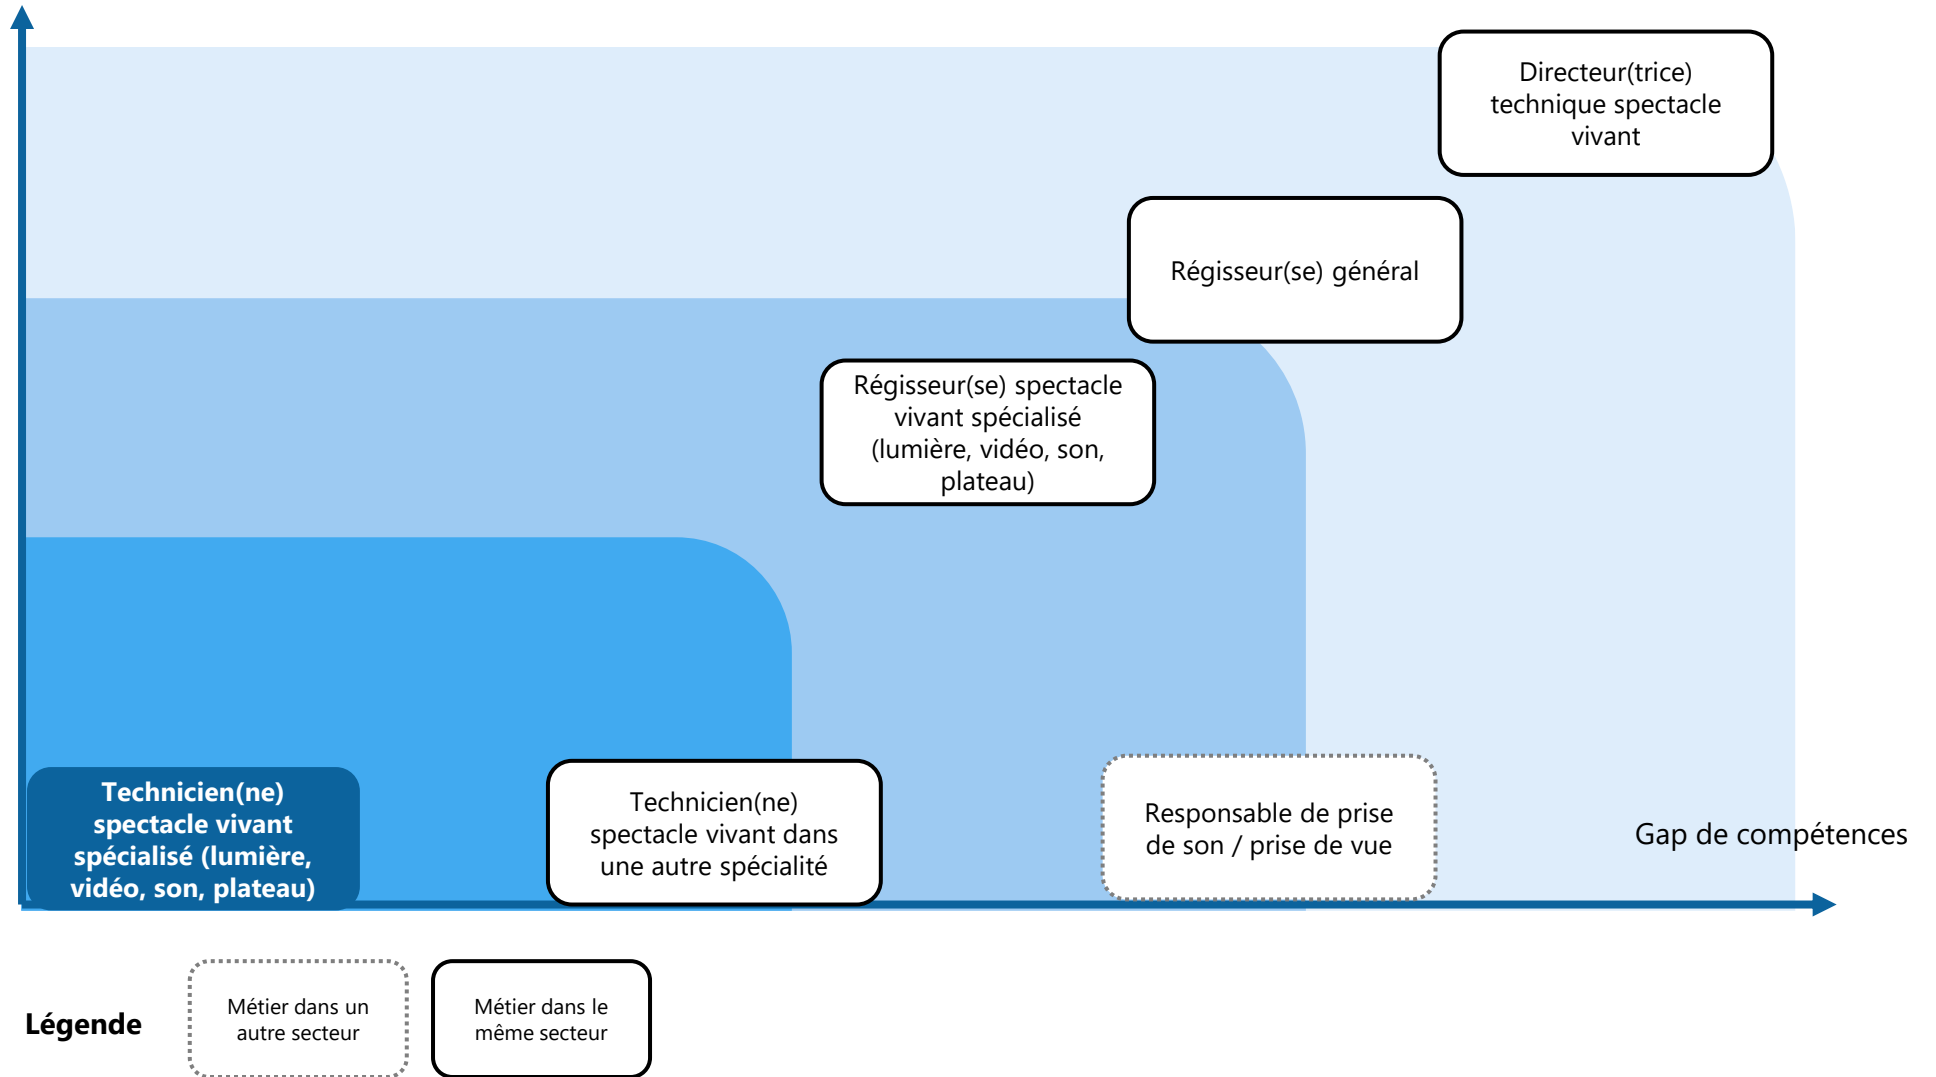 Directeur(trice)
technique spectacle
vivant
Régisseur(se) général
Régisseur(se) spectacle
vivant spécialisé
(lumière, vidéo, son,
plateau)
Technicien(ne)
spectacle vivant
spécialisé (lumière,
vidéo, son, plateau)
Technicien(ne)
spectacle vivant dans
une autre spécialité
Responsable de prise
de son / prise de vue
Gap de compétences
Légende
Métier dans un
autre secteur
Métier dans le
même secteur